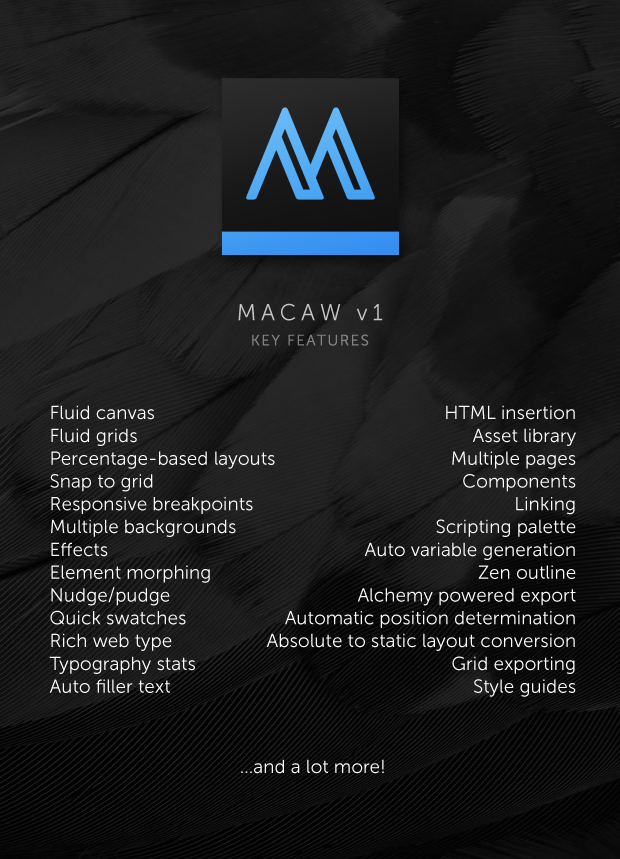 MACAW v1
KEY FEATURES
Fluid canvas
Fluid grids
Percentage-based layouts
Snap to grid
Responsive breakpoints
Multiple backgrounds
Effects
Element morphing
Nudge/pudge
Quick swatches
Rich web type
Typography stats
Auto filler text
HTML insertion
Asset library
Multiple pages
Components
Linking
Scripting palette
Auto variable generation
Zen outline
Alchemy powered export
Automatic position determination
Absolute to static layout conversion
Grid exporting
Style guides
...and a lot more!